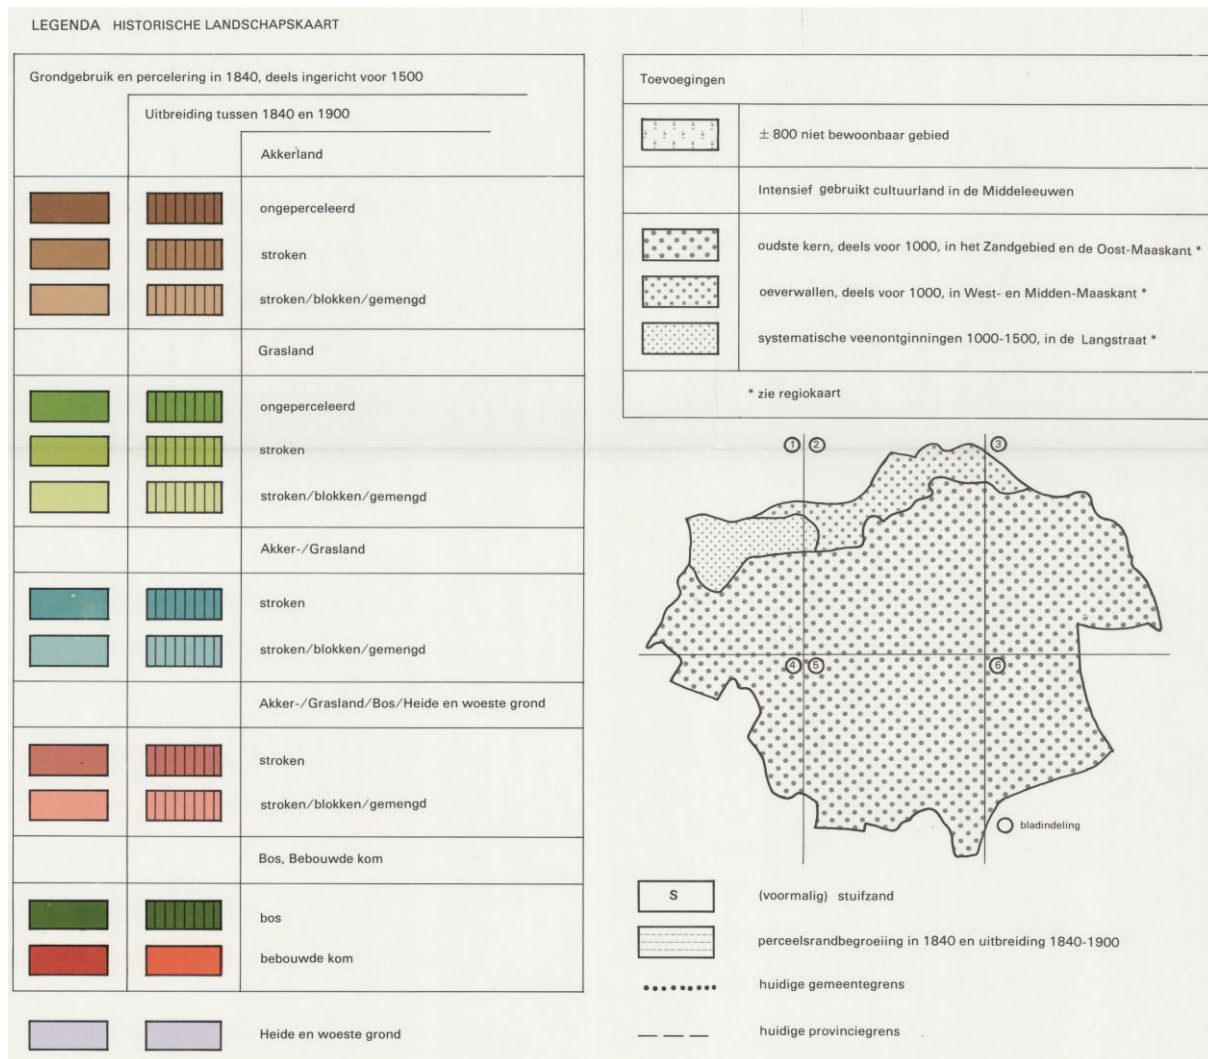 LEGENDA HISTORISCHE LANDSCHAPSKAART
Grondgebruik en percelering in 1840, deels ingericht voor 1500
Uitbreiding tussen 1840 en 1900
Akkerland
ongeperceleerd
stroken
stroken/blokken/gemengd
Grasland
ongeperceleerd
stroken
stroken/blokken/gemengd
Akker-/Grasland
stroken
stroken/blokken/gemengd
Akker-/Grasland/Bos/Heide en woeste grond
stroken
stroken/blokken/gemengd
Bos, Bebouwde kom
bos
bebouwde kom
Heide en woeste grond
Toevoegingen
± 800 niet bewoonbaar gebied
Intensief gebruikt cultuurland in de Middeleeuwen
oudste kern, deels voor 1000, in het Zandgebied en de Oost-Maaskant *
oeverwallen, deels voor 1000, in West- en Midden-Maaskant *
systematische veenontginningen 1000-1500, in de Langstraat *
* zie regiokaart
1 2 3
4 5 6
bladindeling
S (voormalig) stuifzand
perceelsrandbegroeiing in 1840 en uitbreiding 1840-1900
huidige gemeentegrens
huidige provinciegrens